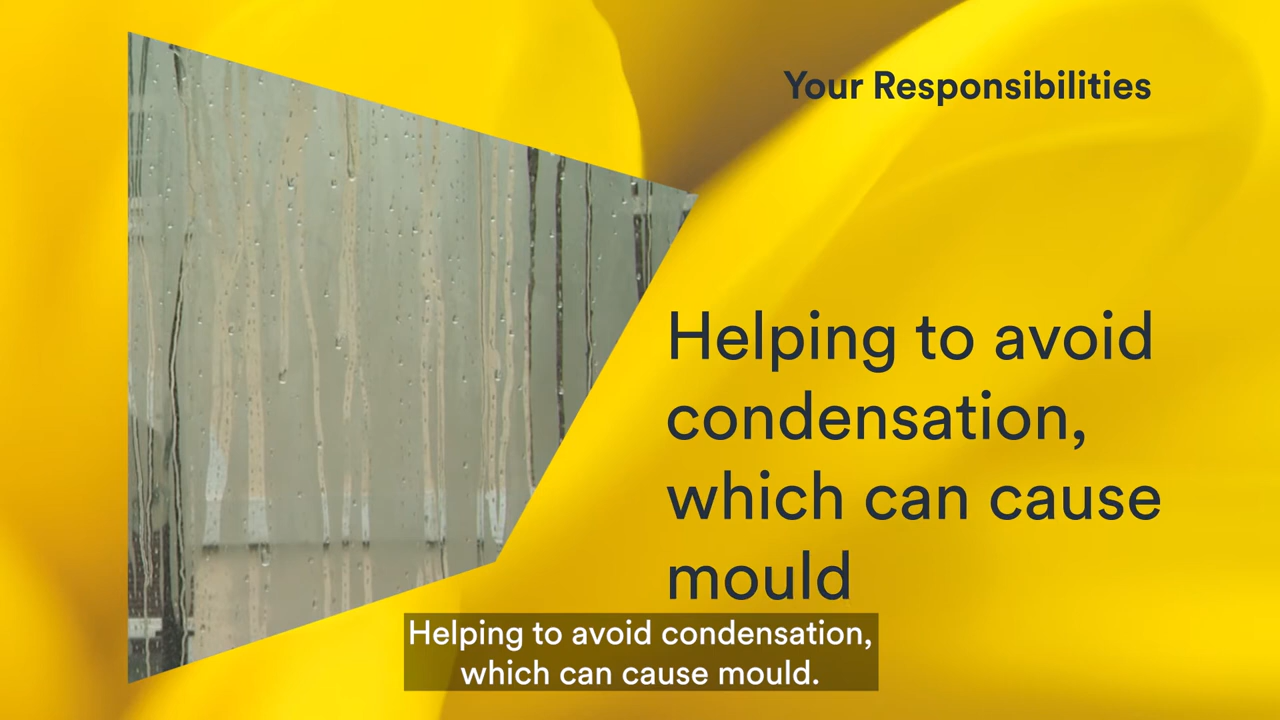 Your Responsibilities
Helping to avoid
condensation,
which can cause
mould
Helping to avoid condensation,
which can cause mould.